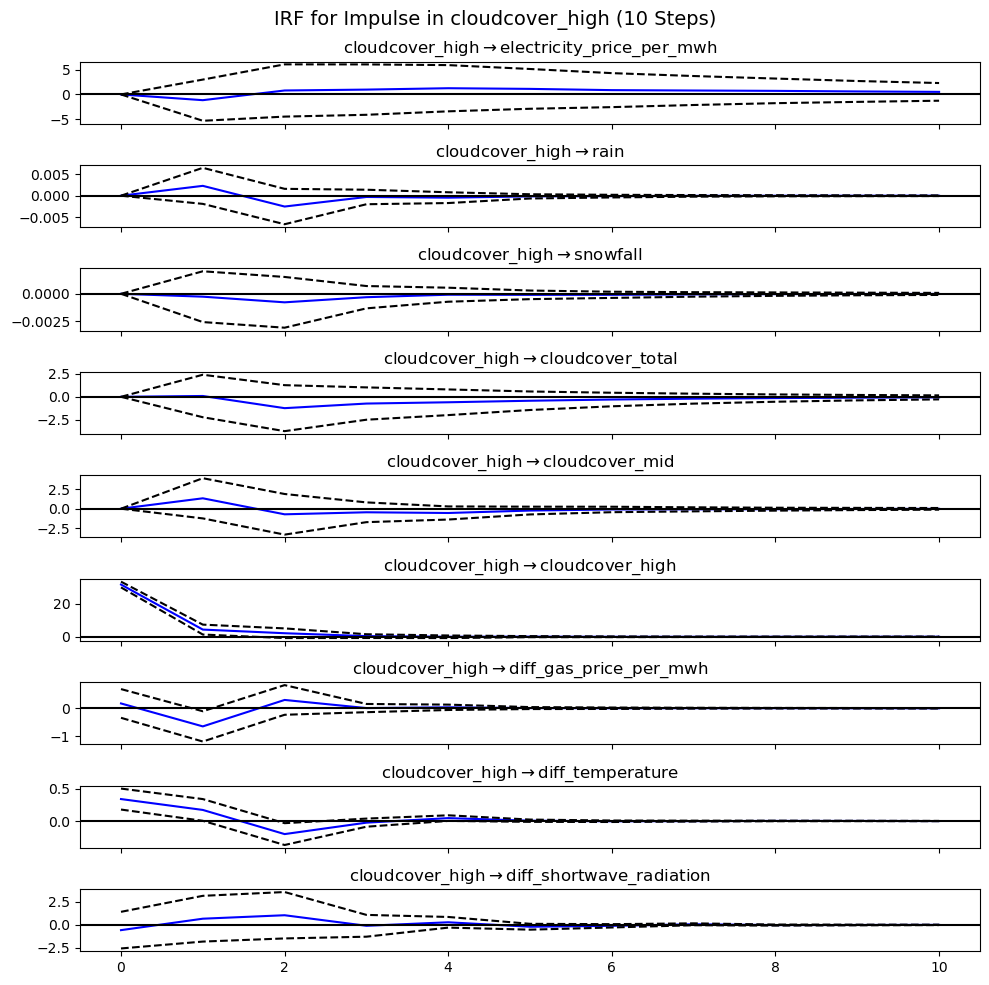 IRF for Impulse in cloudcover_high (10 Steps)
cloudcover_high→electricity_price_per_mwh
5
0
−5
cloudcover_high→rain
0.005
0.000
−0.005
cloudcover_high→snowfall
0.0000
−0.0025
cloudcover_high→cloudcover_total
2.5
0.0
−2.5
cloudcover_high→cloudcover_mid
2.5
0.0
−2.5
cloudcover_high→cloudcover_high
20
0
cloudcover_high→diff_gas_price_per_mwh
0
−1
cloudcover_high→diff_temperature
0.5
0.0
cloudcover_high→diff_shortwave_radiation
2.5
0.0
−2.5
0 2 4 6 8 10